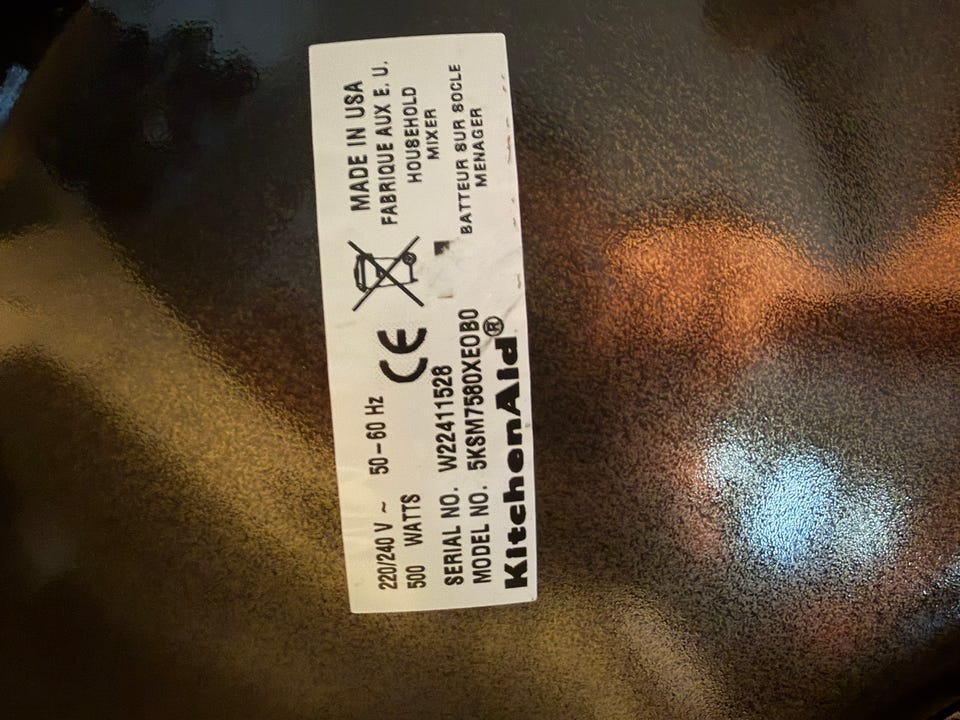 220/240 V ~ 50-60 Hz
500 WATTS
CE
SERIAL NO. W22411528
MODEL NO. 5KSM7580XEOB0
KitchenAid®
MADE IN USA
FABRIQUE AUX E. U.
HOUSEHOLD
MIXER
BATTEUR SUR SOCLE
MENAGER